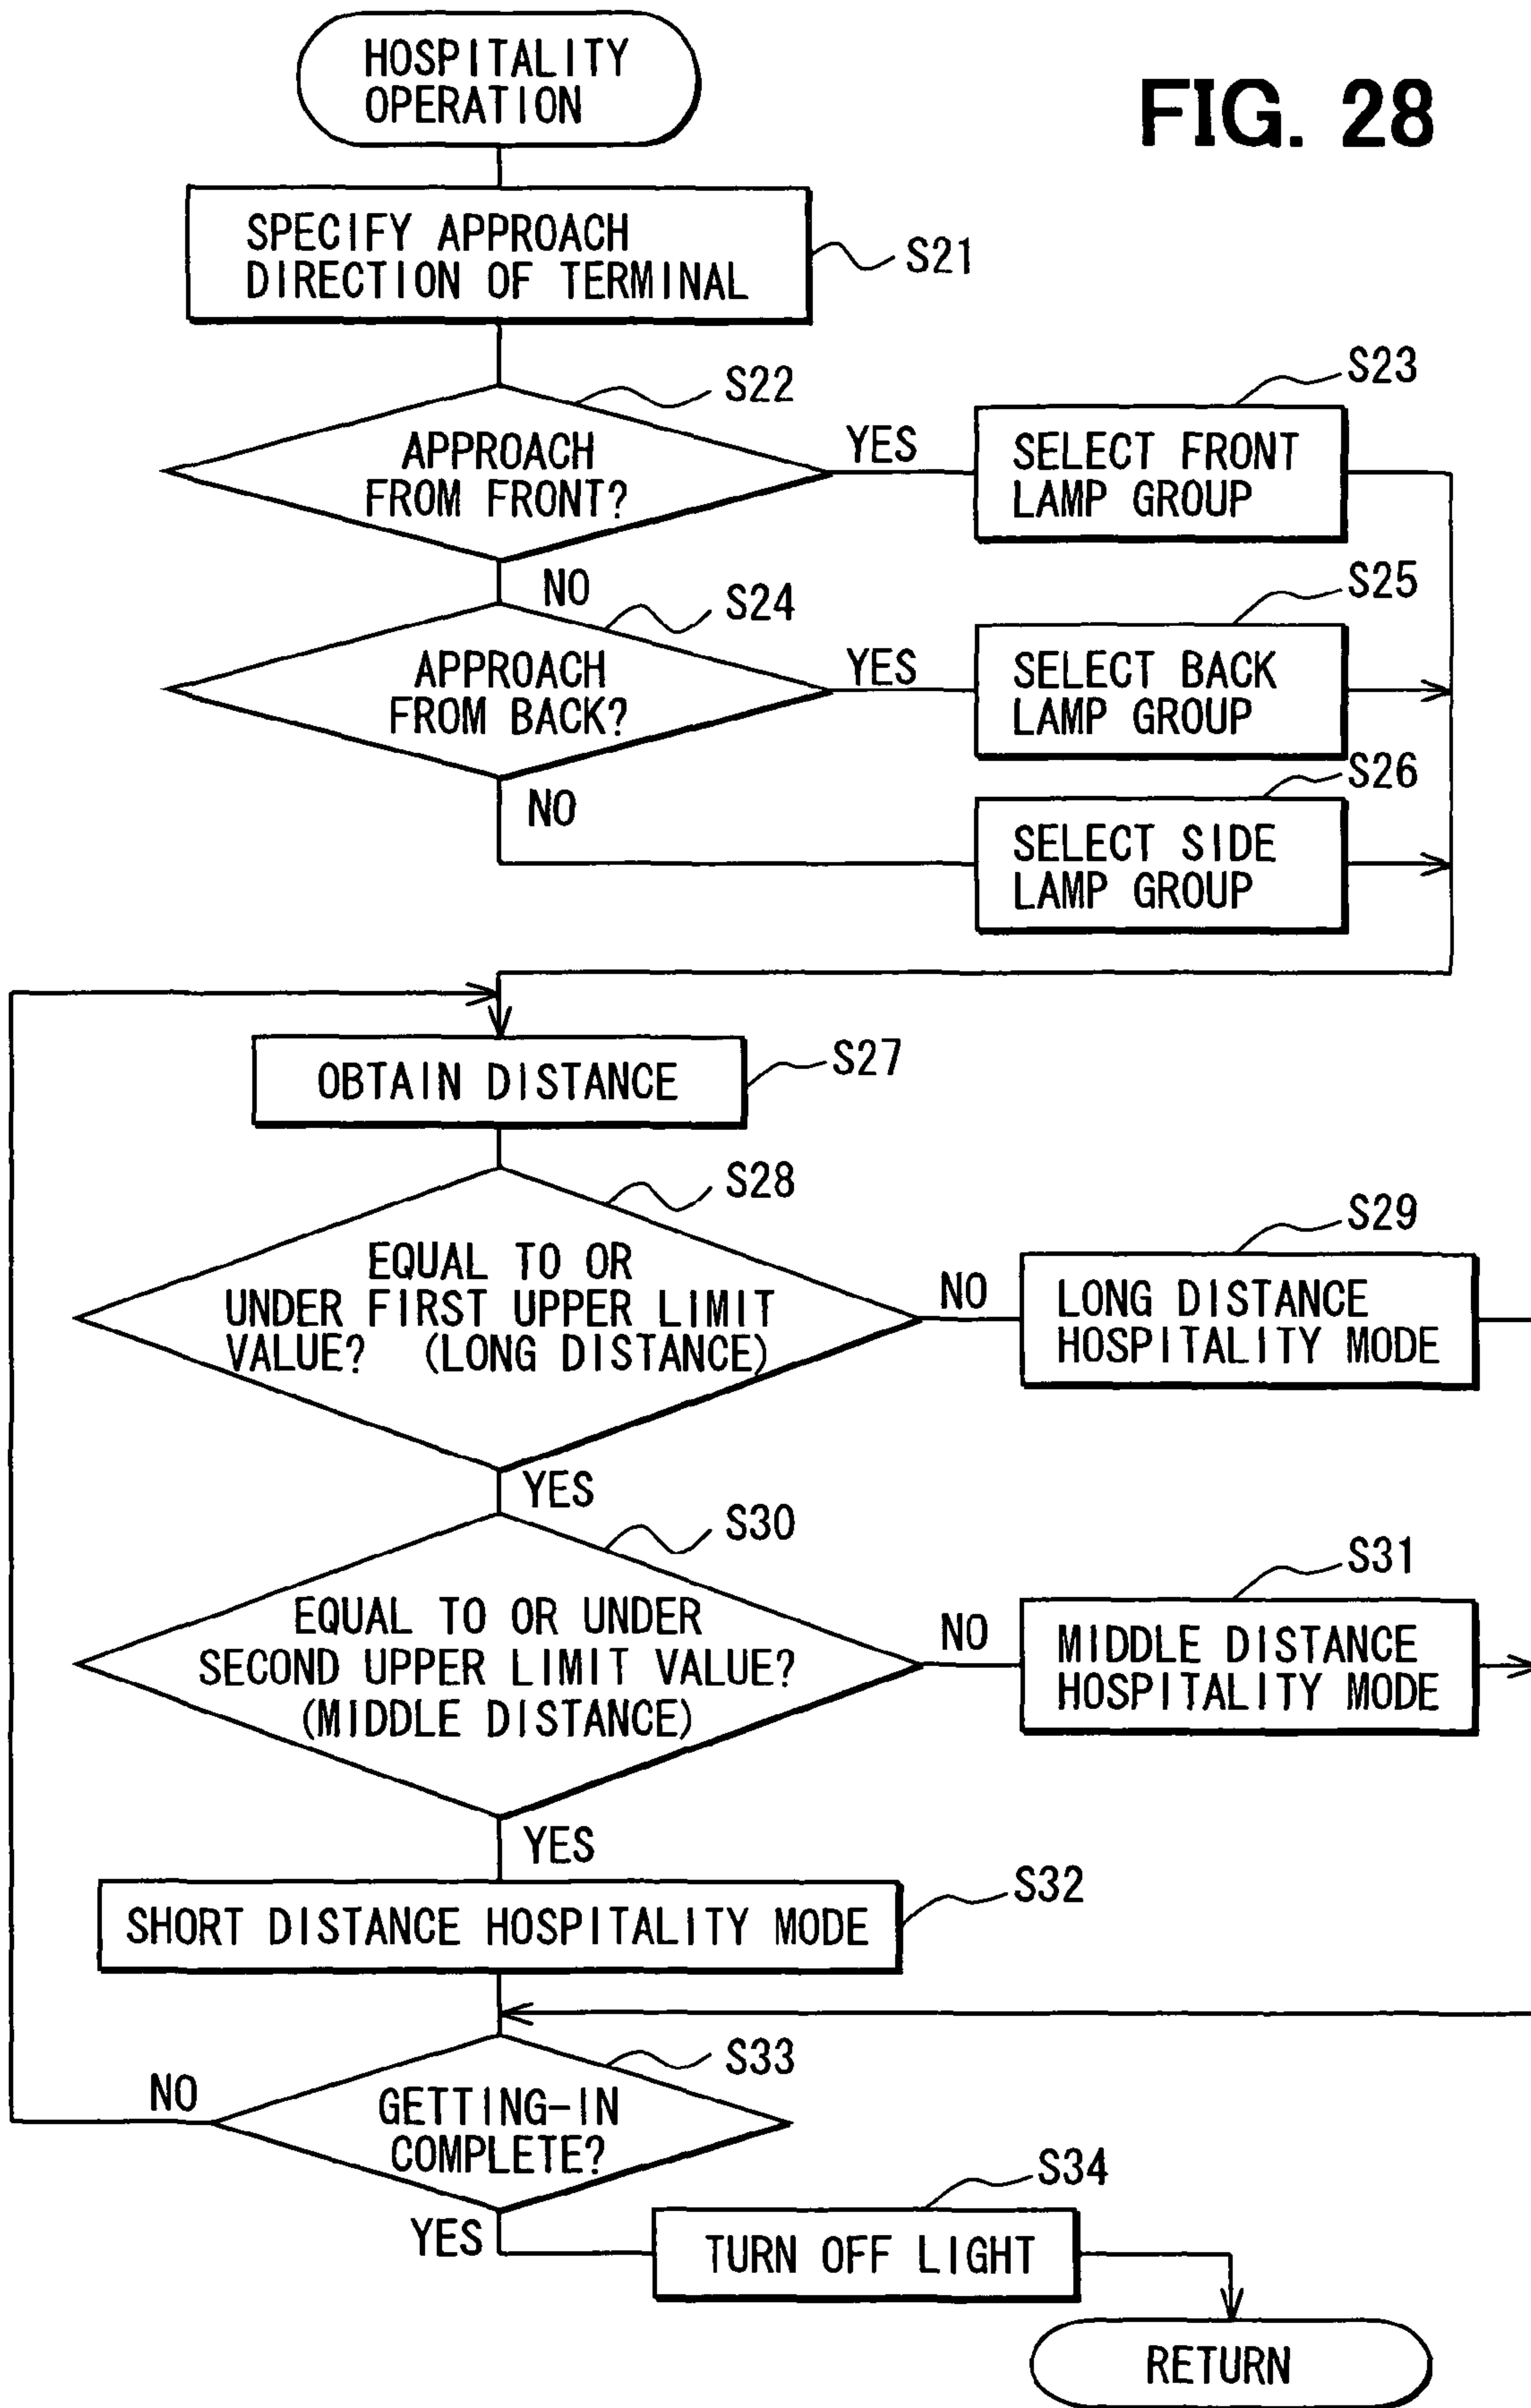 HOSPITALITY
OPERATION
FIG. 28
SPECIFY APPROACH
DIRECTION OF TERMINAL
S21
S22
APPROACH
FROM FRONT?
YES
S23
SELECT FRONT
LAMP GROUP
NO
S24
APPROACH
FROM BACK?
YES
S25
SELECT BACK
LAMP GROUP
NO
S26
SELECT SIDE
LAMP GROUP
OBTAIN DISTANCE
S27
S28
EQUAL TO OR
UNDER FIRST UPPER LIMIT
VALUE? (LONG DISTANCE)
NO
S29
LONG DISTANCE
HOSPITALITY MODE
YES
S30
EQUAL TO OR UNDER
SECOND UPPER LIMIT VALUE?
(MIDDLE DISTANCE)
NO
S31
MIDDLE DISTANCE
HOSPITALITY MODE
YES
S32
SHORT DISTANCE HOSPITALITY MODE
S33
NO
GETTING-IN
COMPLETE?
YES
S34
TURN OFF LIGHT
RETURN